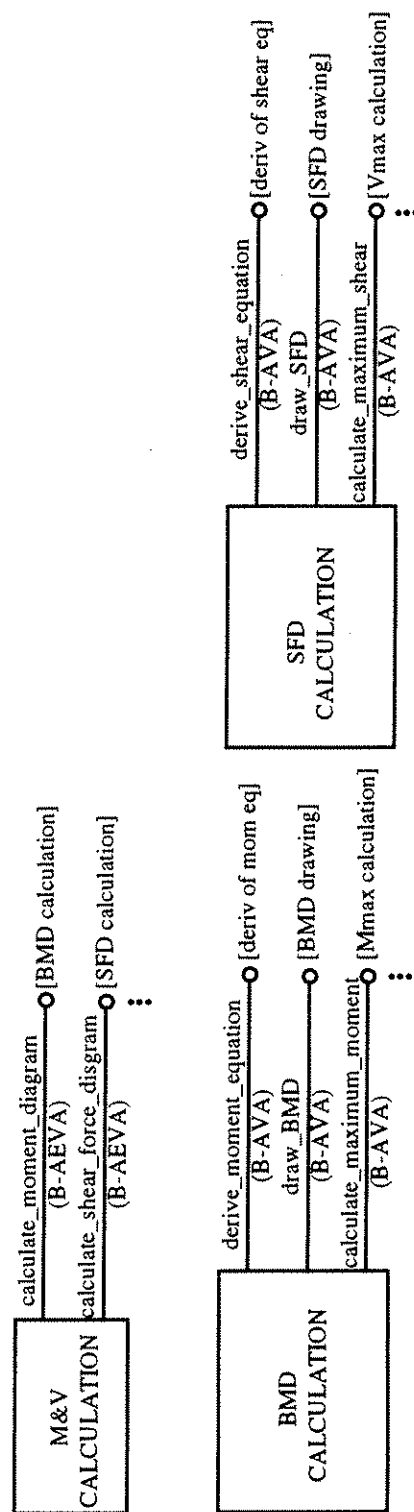 M&V
CALCULATION
calculate_moment_diagram
(B-AEVA)
[BMD calculation]
calculate_shear_force_disgram
(B-AEVA)
[SFD calculation]
BMD
CALCULATION
derive_moment_equation
(B-AVA)
[deriv of mom eq]
draw_BMD
(B-AVA)
[BMD drawing]
calculate_maximum_moment
(B-AVA)
[Mmax calculation]
SFD
CALCULATION
derive_shear_equation
(B-AVA)
[deriv of shear eq]
draw_SFD
(B-AVA)
[SFD drawing]
calculate_maximum_shear
(B-AVA)
[Vmax calculation]